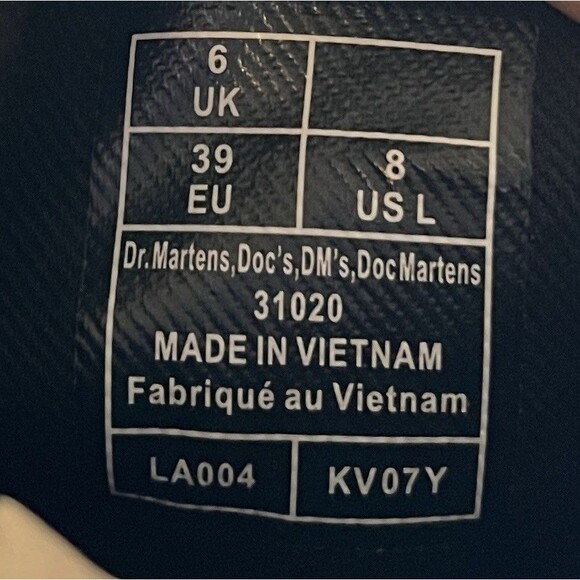 6
UK
39
EU
8
US L
Dr.Martens,Doc's,DM's,DocMartens
31020
MADE IN VIETNAM
Fabriqué au Vietnam
LA004
KV07Y